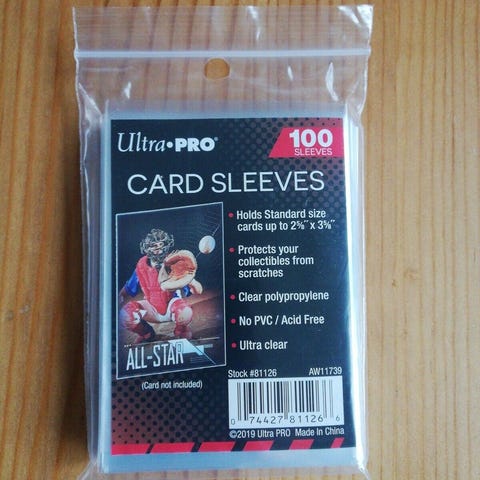 ULTRA•PRO®
100
SLEEVES
CARD SLEEVES
• Holds Standard size
cards up to 2⅝" x 3⅝"
• Protects your
collectibles from
scratches
• Clear polypropylene
• No PVC / Acid Free
• Ultra clear
ALL-STAR
(Card not included)
Stock #81126
AW11739
0 74427 81126 6
©2019 Ultra PRO Made In China